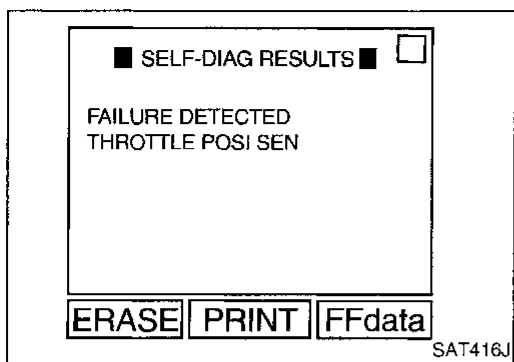 ■ SELF-DIAG RESULTS ■
FAILURE DETECTED
THROTTLE POSI SEN
ERASE PRINT FFdata
SAT416J